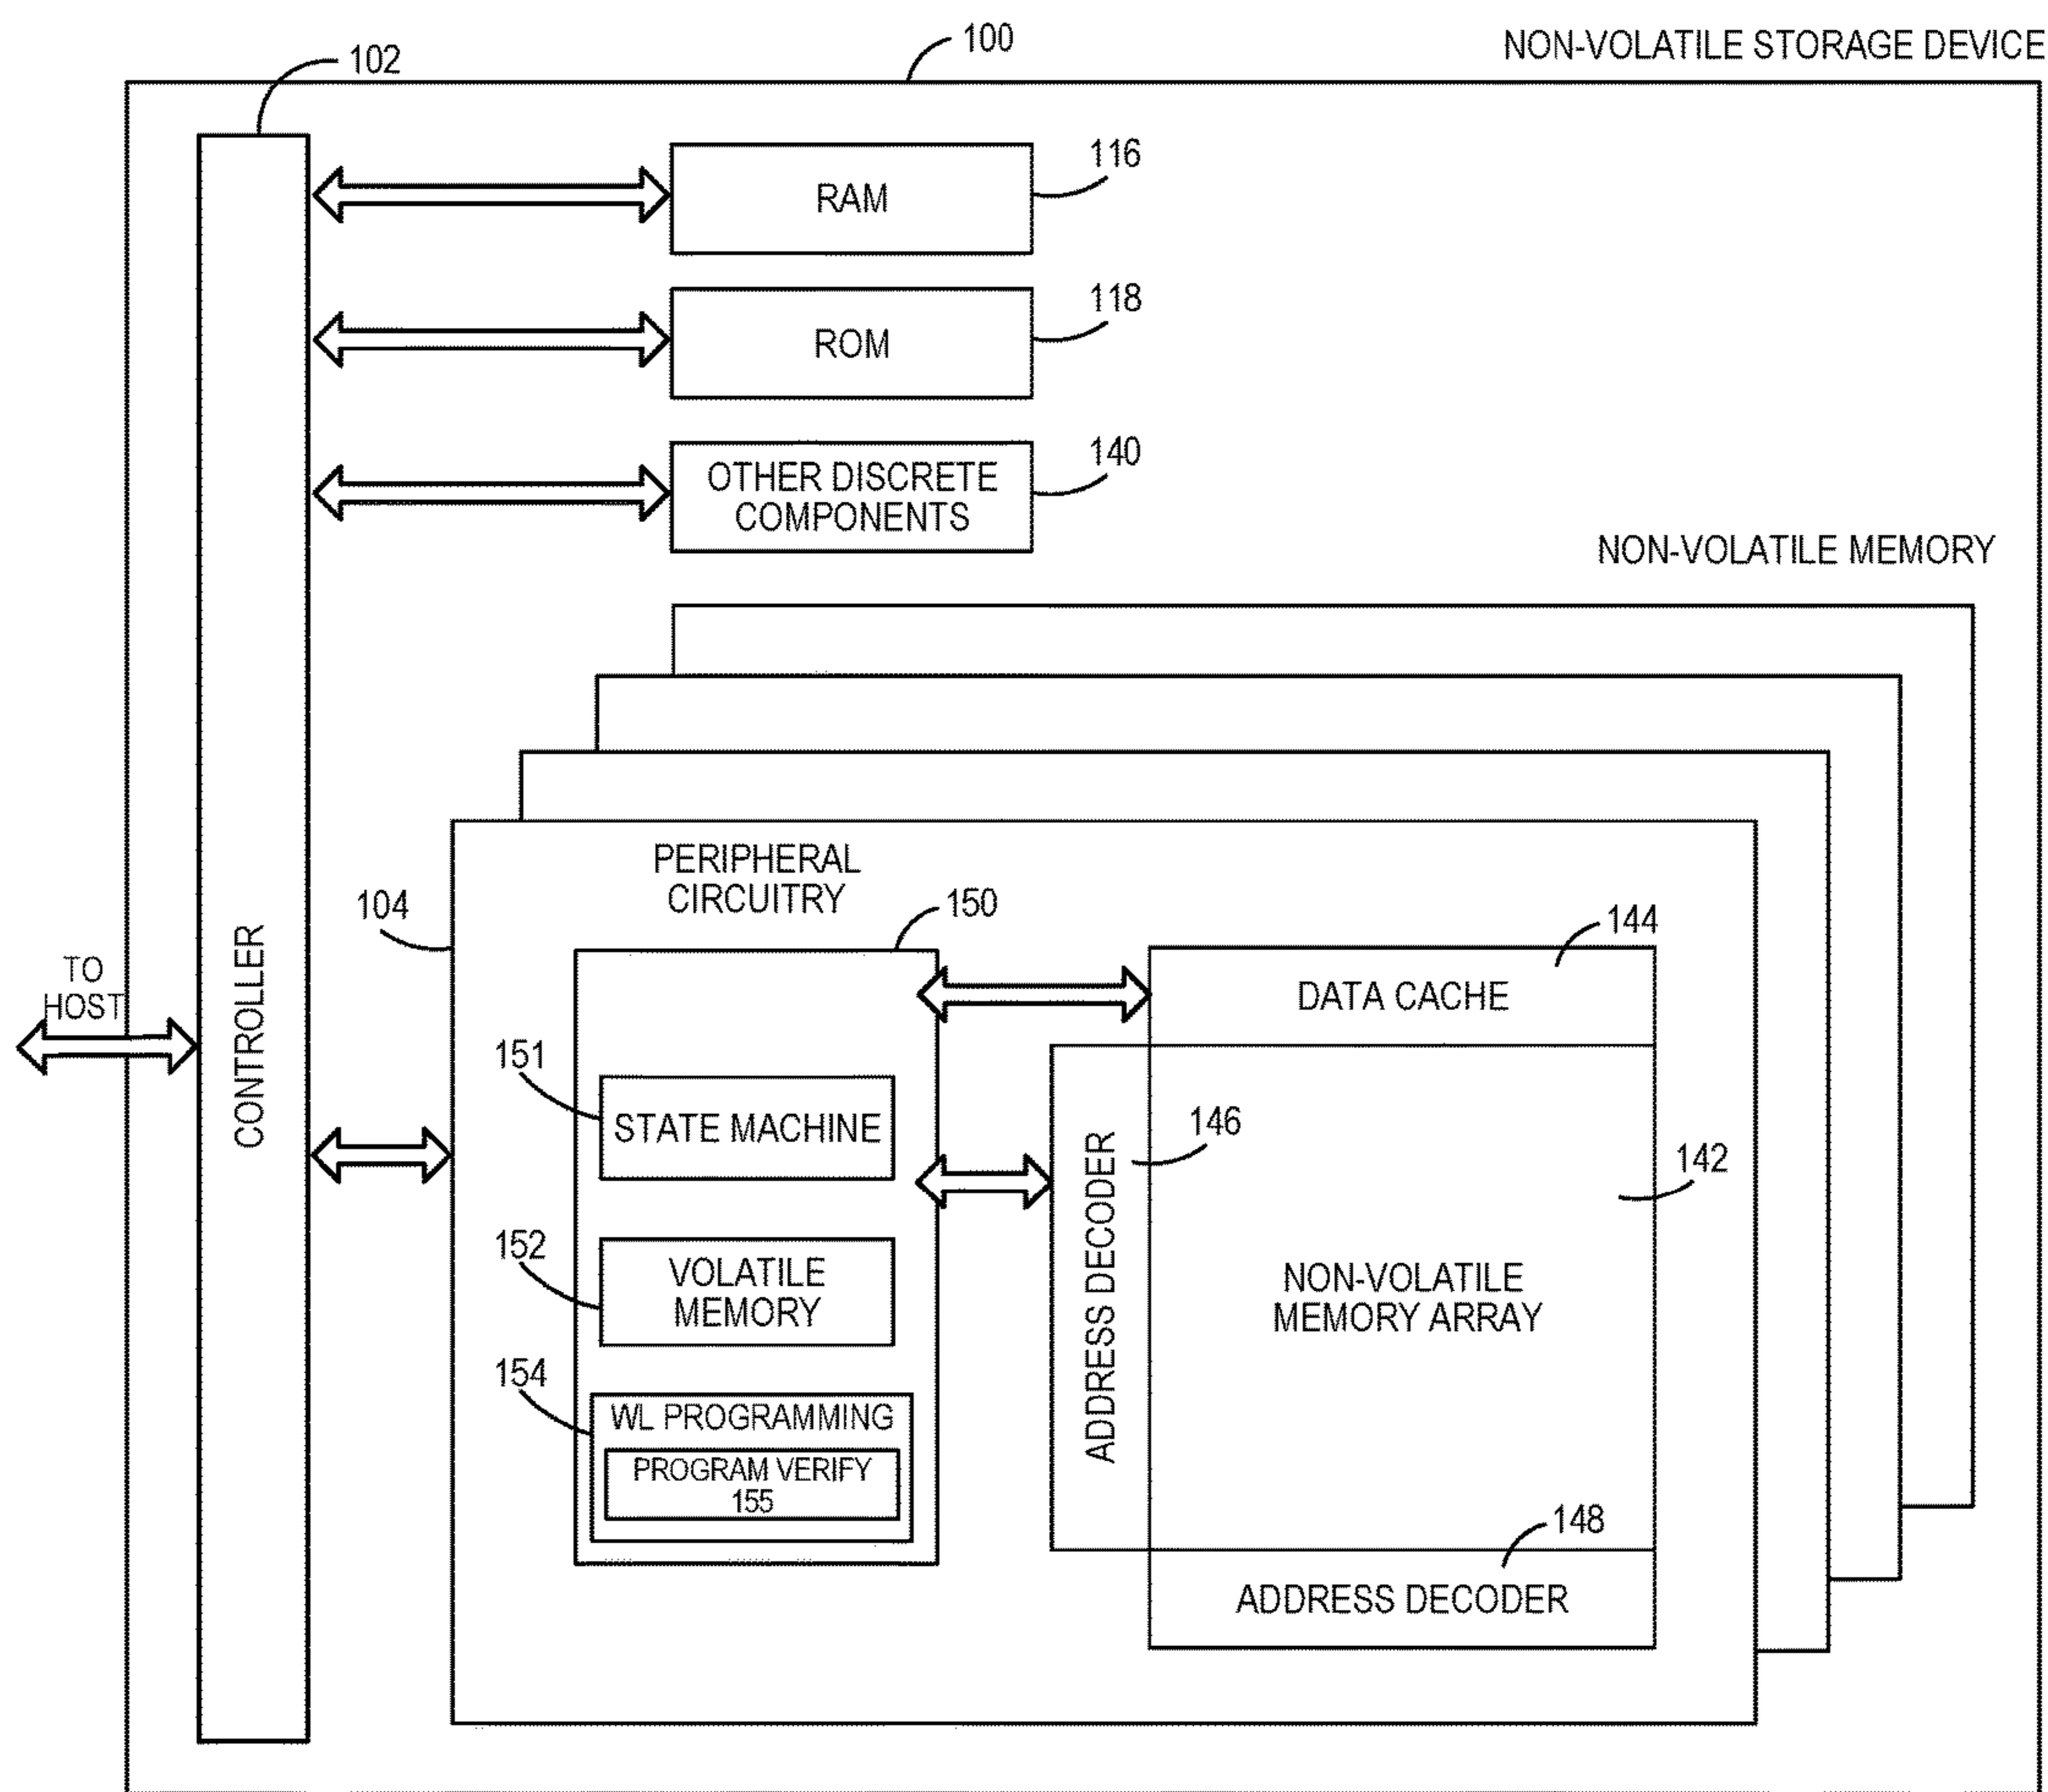 100
NON-VOLATILE STORAGE DEVICE
102
116
RAM
118
ROM
140
OTHER DISCRETE
COMPONENTS
NON-VOLATILE MEMORY
PERIPHERAL
CIRCUITRY
104
150
144
DATA CACHE
TO
HOST
CONTROLLER
151
STATE MACHINE
146
ADDRESS DECODER
142
152
VOLATILE
MEMORY
NON-VOLATILE
MEMORY ARRAY
154
WL PROGRAMMING
PROGRAM VERIFY
155
148
ADDRESS DECODER